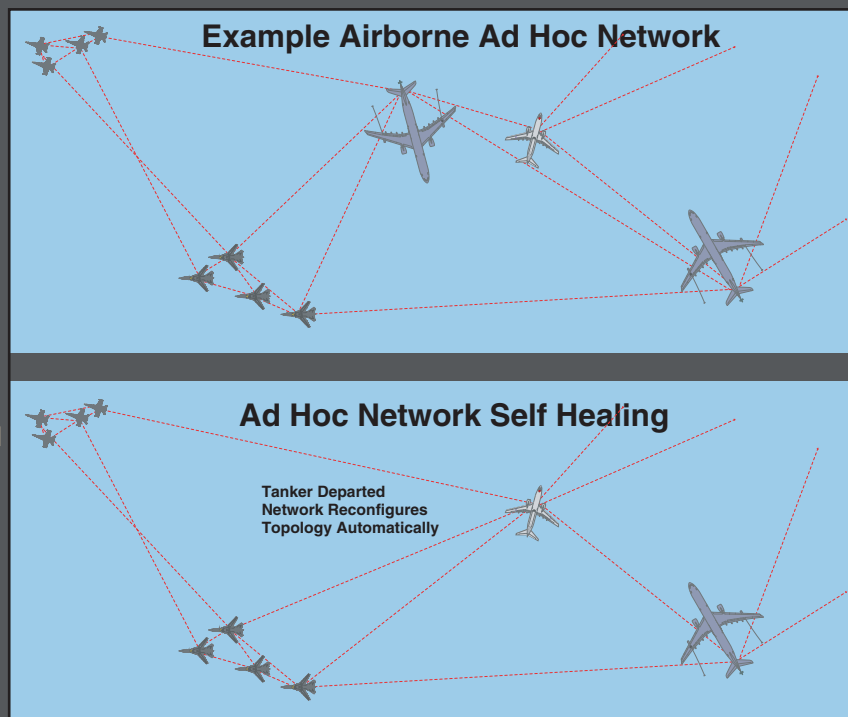 Example Airborne Ad Hoc Network
Ad Hoc Network Self Healing
Tanker Departed
Network Reconfigures
Topology Automatically